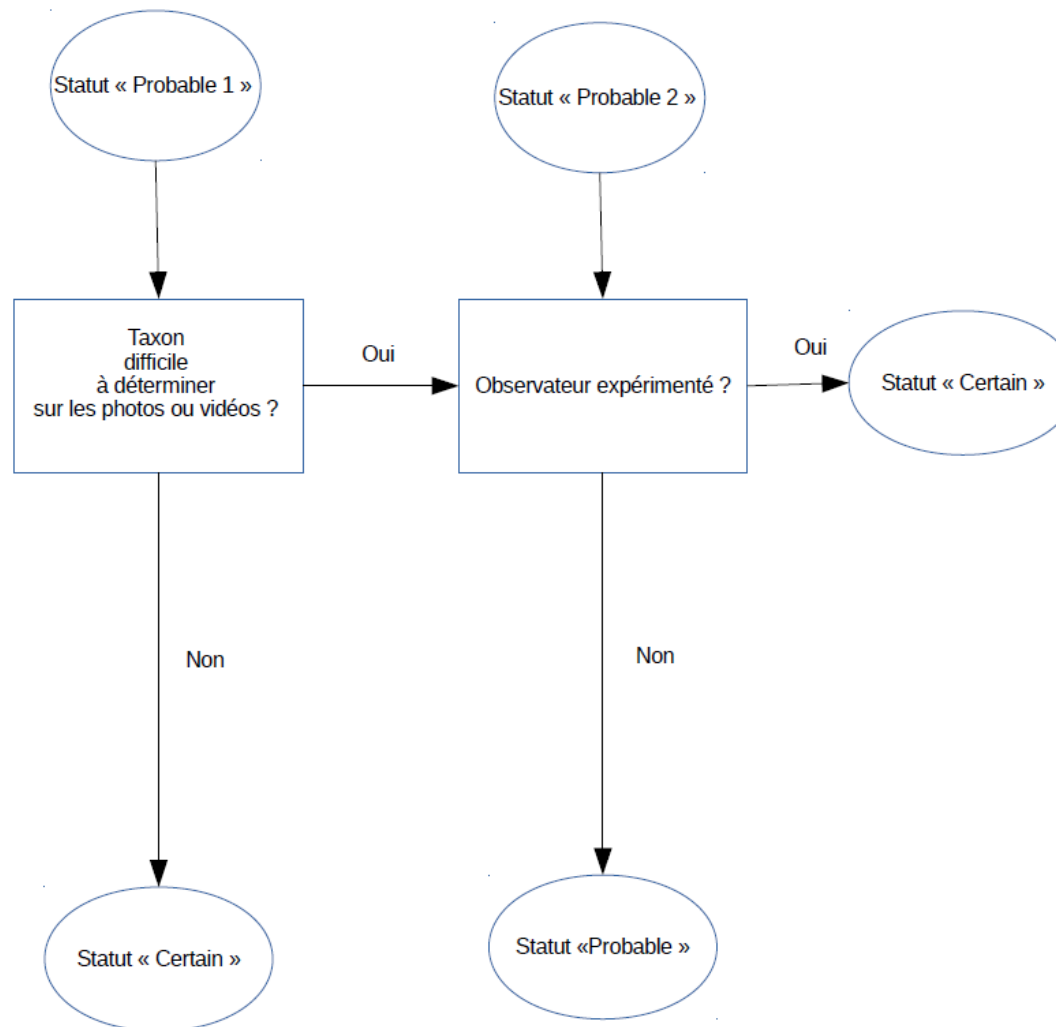 Statut « Probable 1 »
Statut « Probable 2 »
Taxon
difficile
à déterminer
sur les photos ou vidéos ?
Oui
Observateur expérimenté ?
Oui
Statut « Certain »
Non
Non
Statut « Certain »
Statut «Probable »